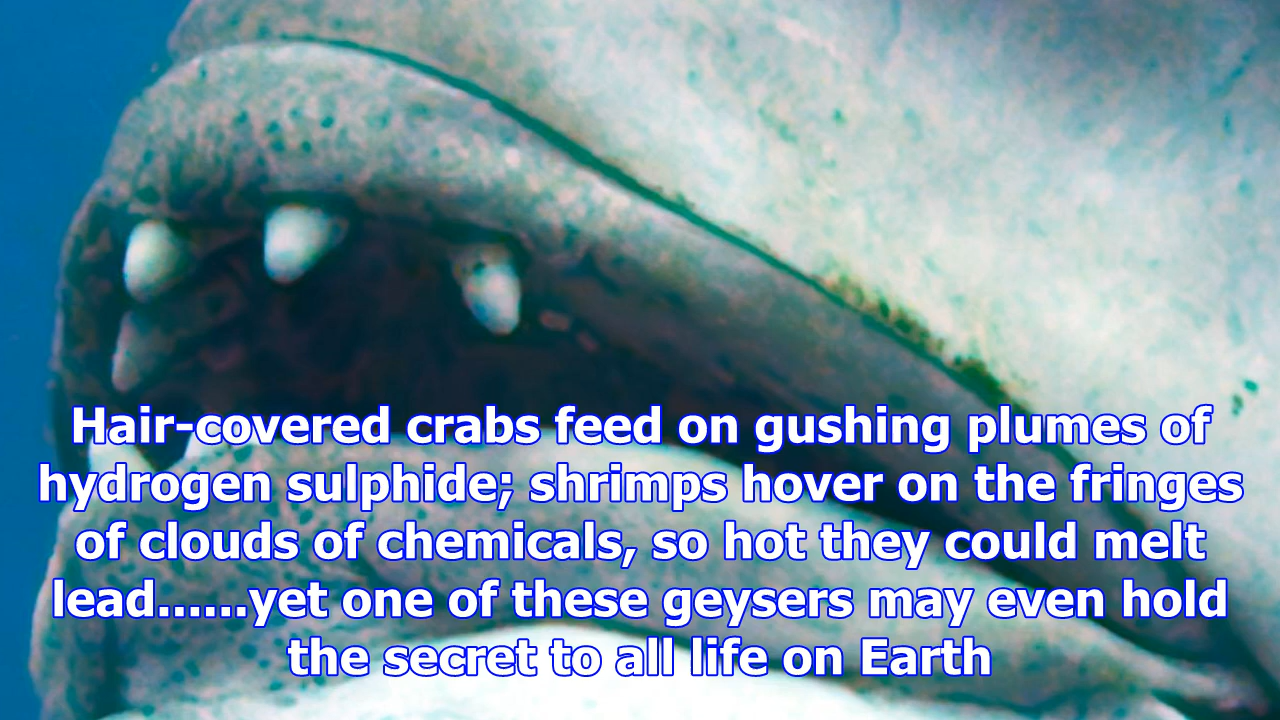 Hair-covered crabs feed on gushing plumes of
hydrogen sulphide; shrimps hover on the fringes
of clouds of chemicals, so hot they could melt
lead......yet one of these geysers may even hold
the secret to all life on Earth